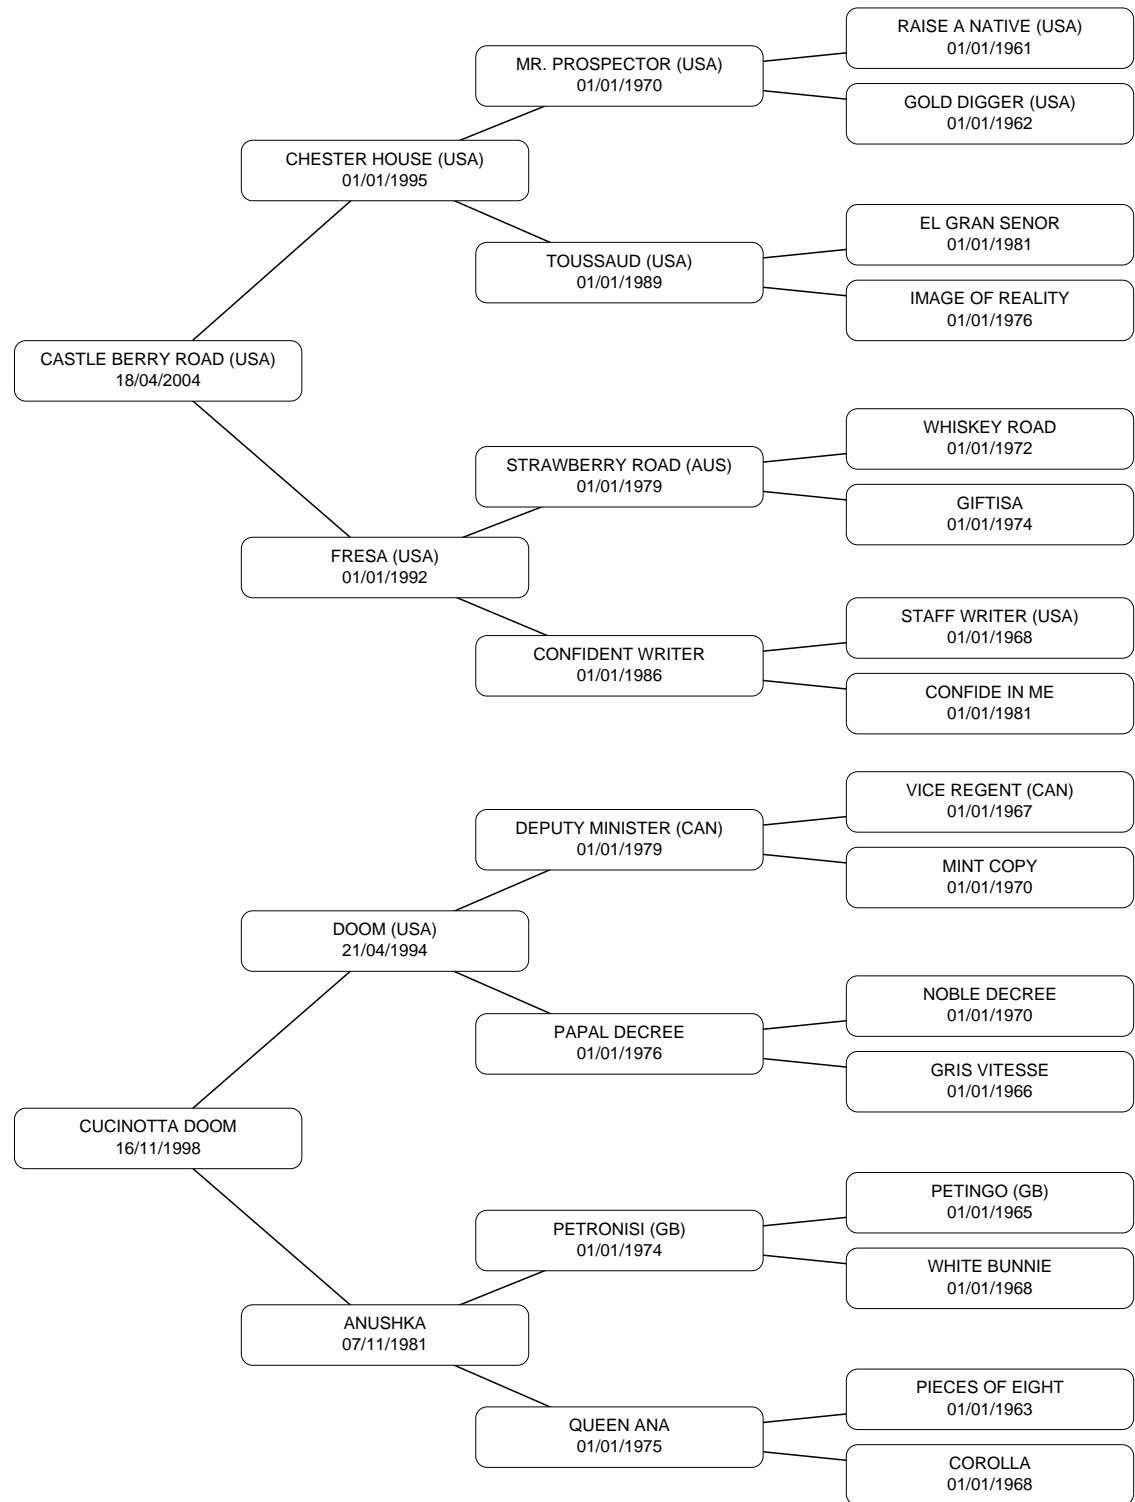 RAISE A NATIVE (USA)
01/01/1961
MR. PROSPECTOR (USA)
01/01/1970
GOLD DIGGER (USA)
01/01/1962
CHESTER HOUSE (USA)
01/01/1995
EL GRAN SENOR
01/01/1981
TOUSSAUD (USA)
01/01/1989
IMAGE OF REALITY
01/01/1976
CASTLE BERRY ROAD (USA)
18/04/2004
WHISKEY ROAD
01/01/1972
STRAWBERRY ROAD (AUS)
01/01/1979
GIFTISA
01/01/1974
FRESA (USA)
01/01/1992
STAFF WRITER (USA)
01/01/1968
CONFIDENT WRITER
01/01/1986
CONFIDE IN ME
01/01/1981
VICE REGENT (CAN)
01/01/1967
DEPUTY MINISTER (CAN)
01/01/1979
MINT COPY
01/01/1970
DOOM (USA)
21/04/1994
NOBLE DECREE
01/01/1970
PAPAL DECREE
01/01/1976
GRIS VITESSE
01/01/1966
CUCINOTTA DOOM
16/11/1998
PETINGO (GB)
01/01/1965
PETRONISI (GB)
01/01/1974
WHITE BUNNIE
01/01/1968
ANUSHKA
07/11/1981
PIECES OF EIGHT
01/01/1963
QUEEN ANA
01/01/1975
COROLLA
01/01/1968